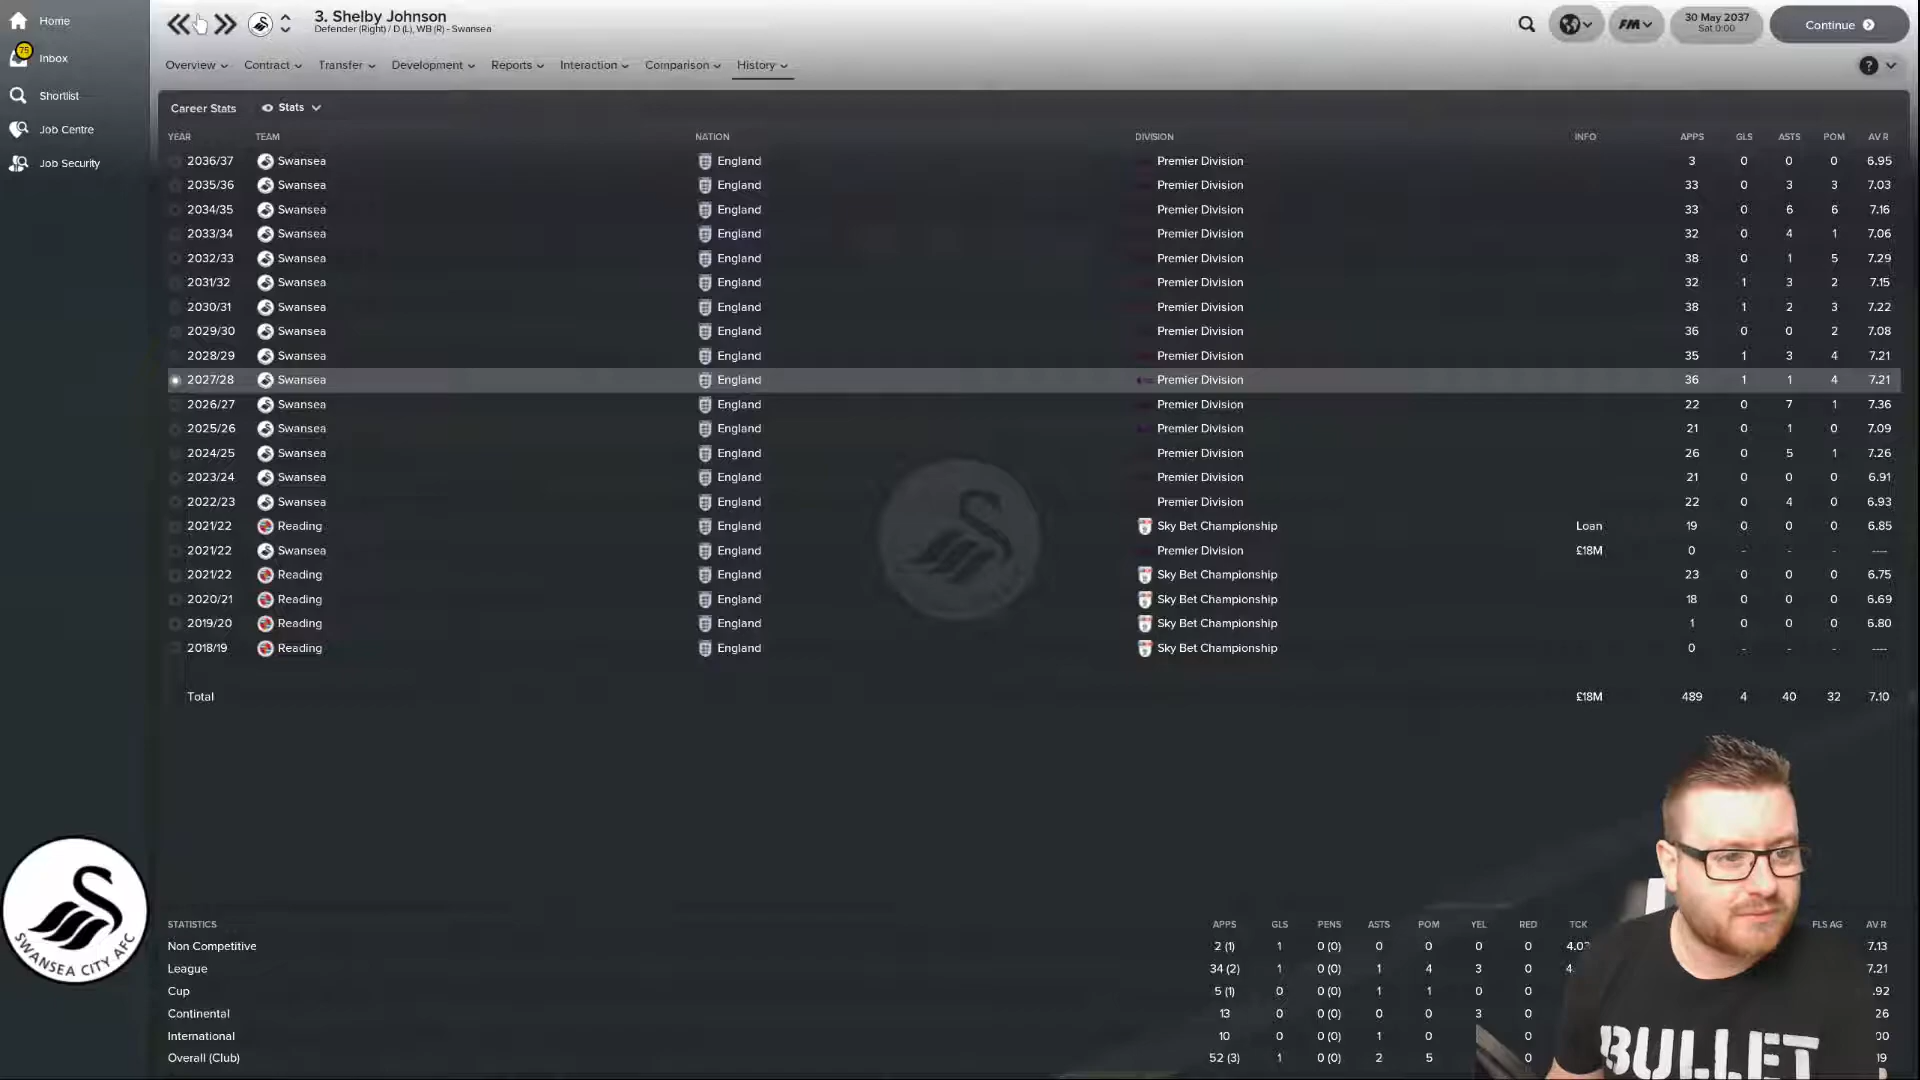 Home
Inbox
75
Shortlist
Job Centre
Job Security
3. Shelby Johnson
Defender (Right) / D (L), WB (R) - Swansea
FM
30 May 2037
Sat 0:00
Continue
Overview Contract Transfer Development Reports Interaction Comparison History
?
Career Stats Stats
YEAR TEAM NATION DIVISION INFO APPS GLS ASTS POM AV R
2036/37 Swansea England Premier Division 3 0 0 0 6.95
2035/36 Swansea England Premier Division 33 0 3 3 7.03
2034/35 Swansea England Premier Division 33 0 6 6 7.16
2033/34 Swansea England Premier Division 32 0 4 1 7.06
2032/33 Swansea England Premier Division 38 0 1 5 7.29
2031/32 Swansea England Premier Division 32 1 3 2 7.15
2030/31 Swansea England Premier Division 38 1 2 3 7.22
2029/30 Swansea England Premier Division 36 0 0 2 7.08
2028/29 Swansea England Premier Division 35 1 3 4 7.21
2027/28 Swansea England Premier Division 36 1 1 4 7.21
2026/27 Swansea England Premier Division 22 0 7 1 7.36
2025/26 Swansea England Premier Division 21 0 1 0 7.09
2024/25 Swansea England Premier Division 26 0 5 1 7.26
2023/24 Swansea England Premier Division 21 0 0 0 6.91
2022/23 Swansea England Premier Division 22 0 4 0 6.93
2021/22 Reading England Sky Bet Championship Loan 19 0 0 0 6.85
2021/22 Swansea England Premier Division £18M 0 - - - ----
2021/22 Reading England Sky Bet Championship 23 0 0 0 6.75
2020/21 Reading England Sky Bet Championship 18 0 0 0 6.69
2019/20 Reading England Sky Bet Championship 1 0 0 0 6.80
2018/19 Reading England Sky Bet Championship 0 - - - ----
Total £18M 489 4 40 32 7.10
SWANSEA CITY AFC
STATISTICS APPS GLS PENS ASTS POM YEL RED TCK FLS AG AV R
Non Competitive 2 (1) 1 0 (0) 0 0 0 0 4.03 7.13
League 34 (2) 1 0 (0) 1 4 3 0 4. 7.21
Cup 5 (1) 0 0 (0) 1 1 0 0 .92
Continental 13 0 0 (0) 0 0 3 0 26
International 10 0 0 (0) 1 0 0 00
Overall (Club) 52 (3) 1 0 (0) 2 5 0 19
BULLET